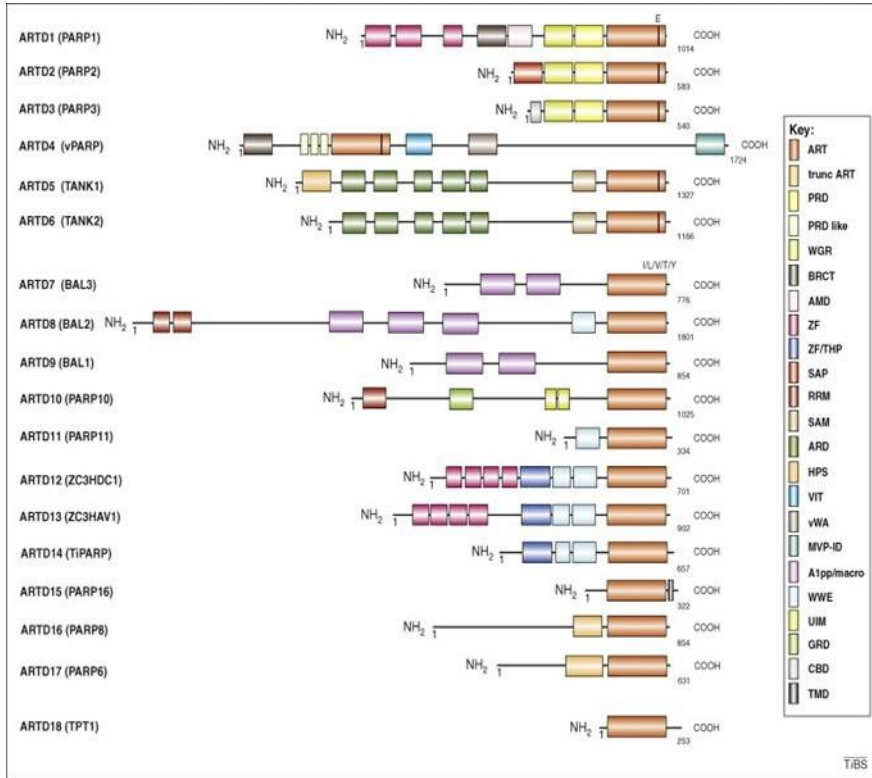 E
ARTD1 (PARP1) NH2 1 COOH 1014
ARTD2 (PARP2) NH2 1 COOH 583
ARTD3 (PARP3) NH2 1 COOH 540
ARTD4 (vPARP) NH2 1 COOH 1724
ARTD5 (TANK1) NH2 1 COOH 1327
ARTD6 (TANK2) NH2 1 COOH 1166
I/L/V/T/Y
ARTD7 (BAL3) NH2 1 COOH 776
ARTD8 (BAL2) NH2 1 COOH 1801
ARTD9 (BAL1) NH2 1 COOH 854
ARTD10 (PARP10) NH2 1 COOH 1025
ARTD11 (PARP11) NH2 1 COOH 334
ARTD12 (ZC3HDC1) NH2 1 COOH 701
ARTD13 (ZC3HAV1) NH2 1 COOH 902
ARTD14 (TiPARP) NH2 1 COOH 657
ARTD15 (PARP16) NH2 1 COOH 322
ARTD16 (PARP8) NH2 1 COOH 854
ARTD17 (PARP6) NH2 1 COOH 631
ARTD18 (TPT1) NH2 1 COOH 253
Key:
ART
trunc ART
PRD
PRD like
WGR
BRCT
AMD
ZF
ZF/THP
SAP
RRM
SAM
ARD
HPS
VIT
vWA
MVP-ID
A1pp/macro
WWE
UIM
GRD
CBD
TMD
TiBS